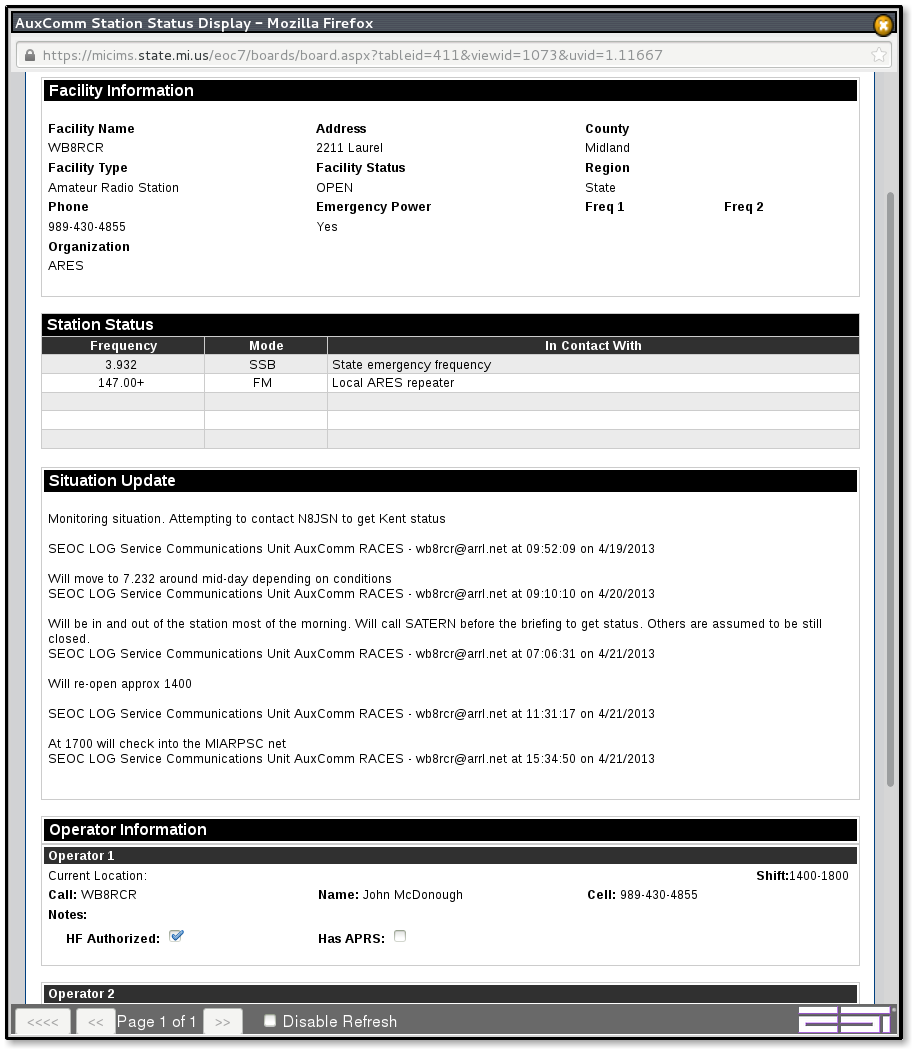 AuxComm Station Status Display – Mozilla Firefox
https://micims.state.mi.us/eoc7/boards/board.aspx?tableid=411&viewid=1073&uvid=1.11667
Facility Information
Facility Name Address County
WB8RCR 2211 Laurel Midland
Facility Type Facility Status Region
Amateur Radio Station OPEN State
Phone Emergency Power Freq 1 Freq 2
989-430-4855 Yes
Organization
ARES
Station Status
Frequency Mode In Contact With
3.932 SSB State emergency frequency
147.00+ FM Local ARES repeater
Situation Update
Monitoring situation. Attempting to contact N8JSN to get Kent status
SEOC LOG Service Communications Unit AuxComm RACES - wb8rcr@arrl.net at 09:52:09 on 4/19/2013
Will move to 7.232 around mid-day depending on conditions
SEOC LOG Service Communications Unit AuxComm RACES - wb8rcr@arrl.net at 09:10:10 on 4/20/2013
Will be in and out of the station most of the morning. Will call SATERN before the briefing to get status. Others are assumed to be still
closed.
SEOC LOG Service Communications Unit AuxComm RACES - wb8rcr@arrl.net at 07:06:31 on 4/21/2013
Will re-open approx 1400
SEOC LOG Service Communications Unit AuxComm RACES - wb8rcr@arrl.net at 11:31:17 on 4/21/2013
At 1700 will check into the MIARPSC net
SEOC LOG Service Communications Unit AuxComm RACES - wb8rcr@arrl.net at 15:34:50 on 4/21/2013
Operator Information
Operator 1
Current Location: Shift:1400-1800
Call: WB8RCR Name: John McDonough Cell: 989-430-4855
Notes:
HF Authorized: Has APRS:
Operator 2
<<<< << Page 1 of 1 >> Disable Refresh
esi